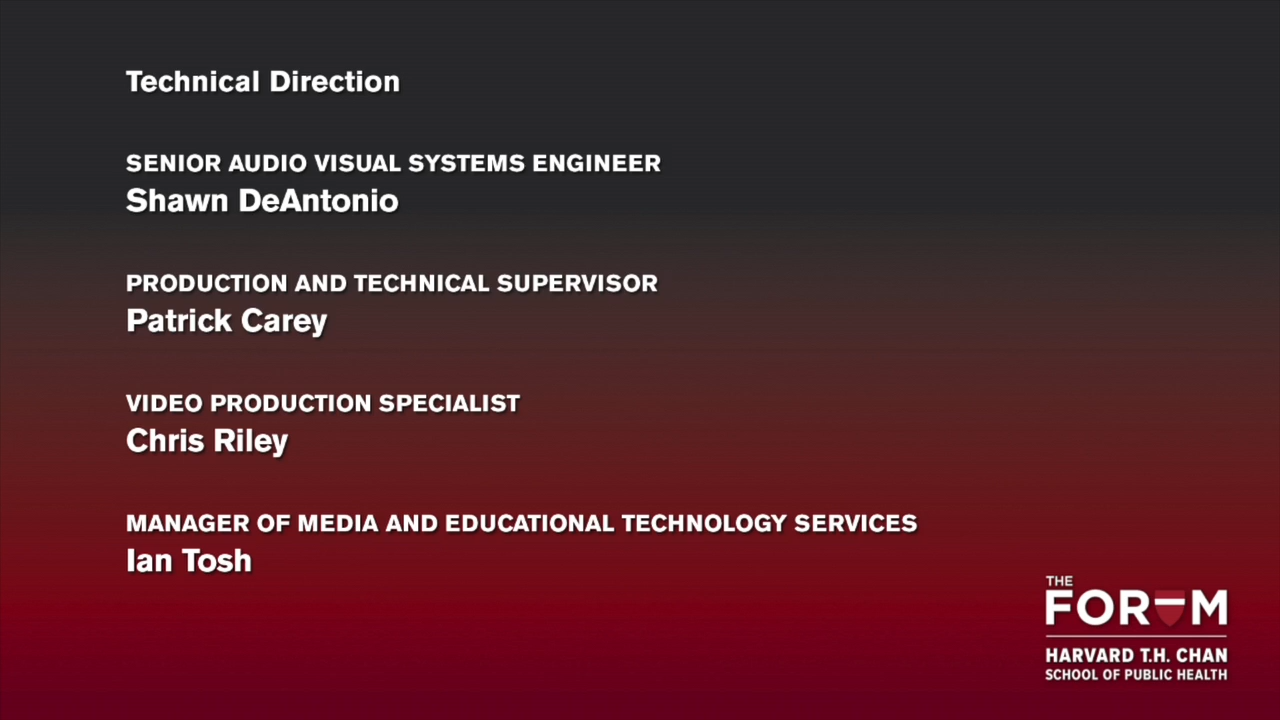 Technical Direction
SENIOR AUDIO VISUAL SYSTEMS ENGINEER
Shawn DeAntonio
PRODUCTION AND TECHNICAL SUPERVISOR
Patrick Carey
VIDEO PRODUCTION SPECIALIST
Chris Riley
MANAGER OF MEDIA AND EDUCATIONAL TECHNOLOGY SERVICES
Ian Tosh
THE
FORUM
HARVARD T.H. CHAN
SCHOOL OF PUBLIC HEALTH